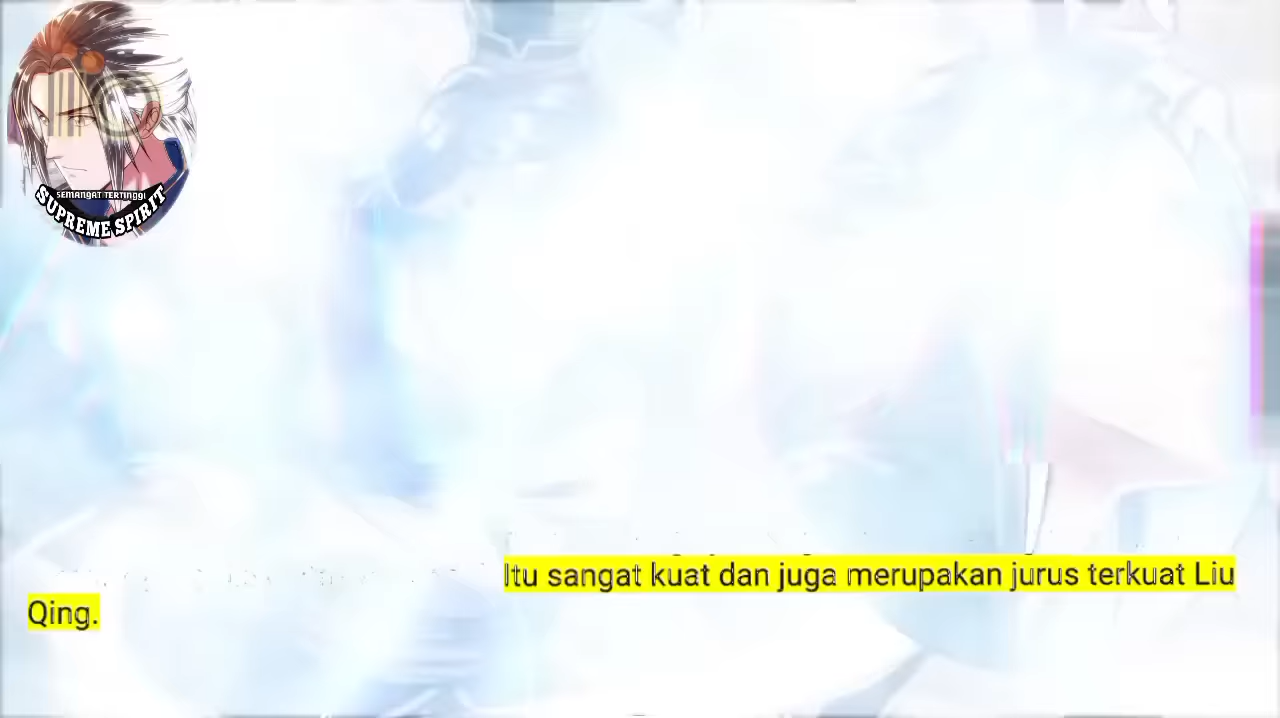 SEMANGAT TERTINGGI
SUPREME SPIRIT
Itu sangat kuat dan juga merupakan jurus terkuat Liu
Qing.